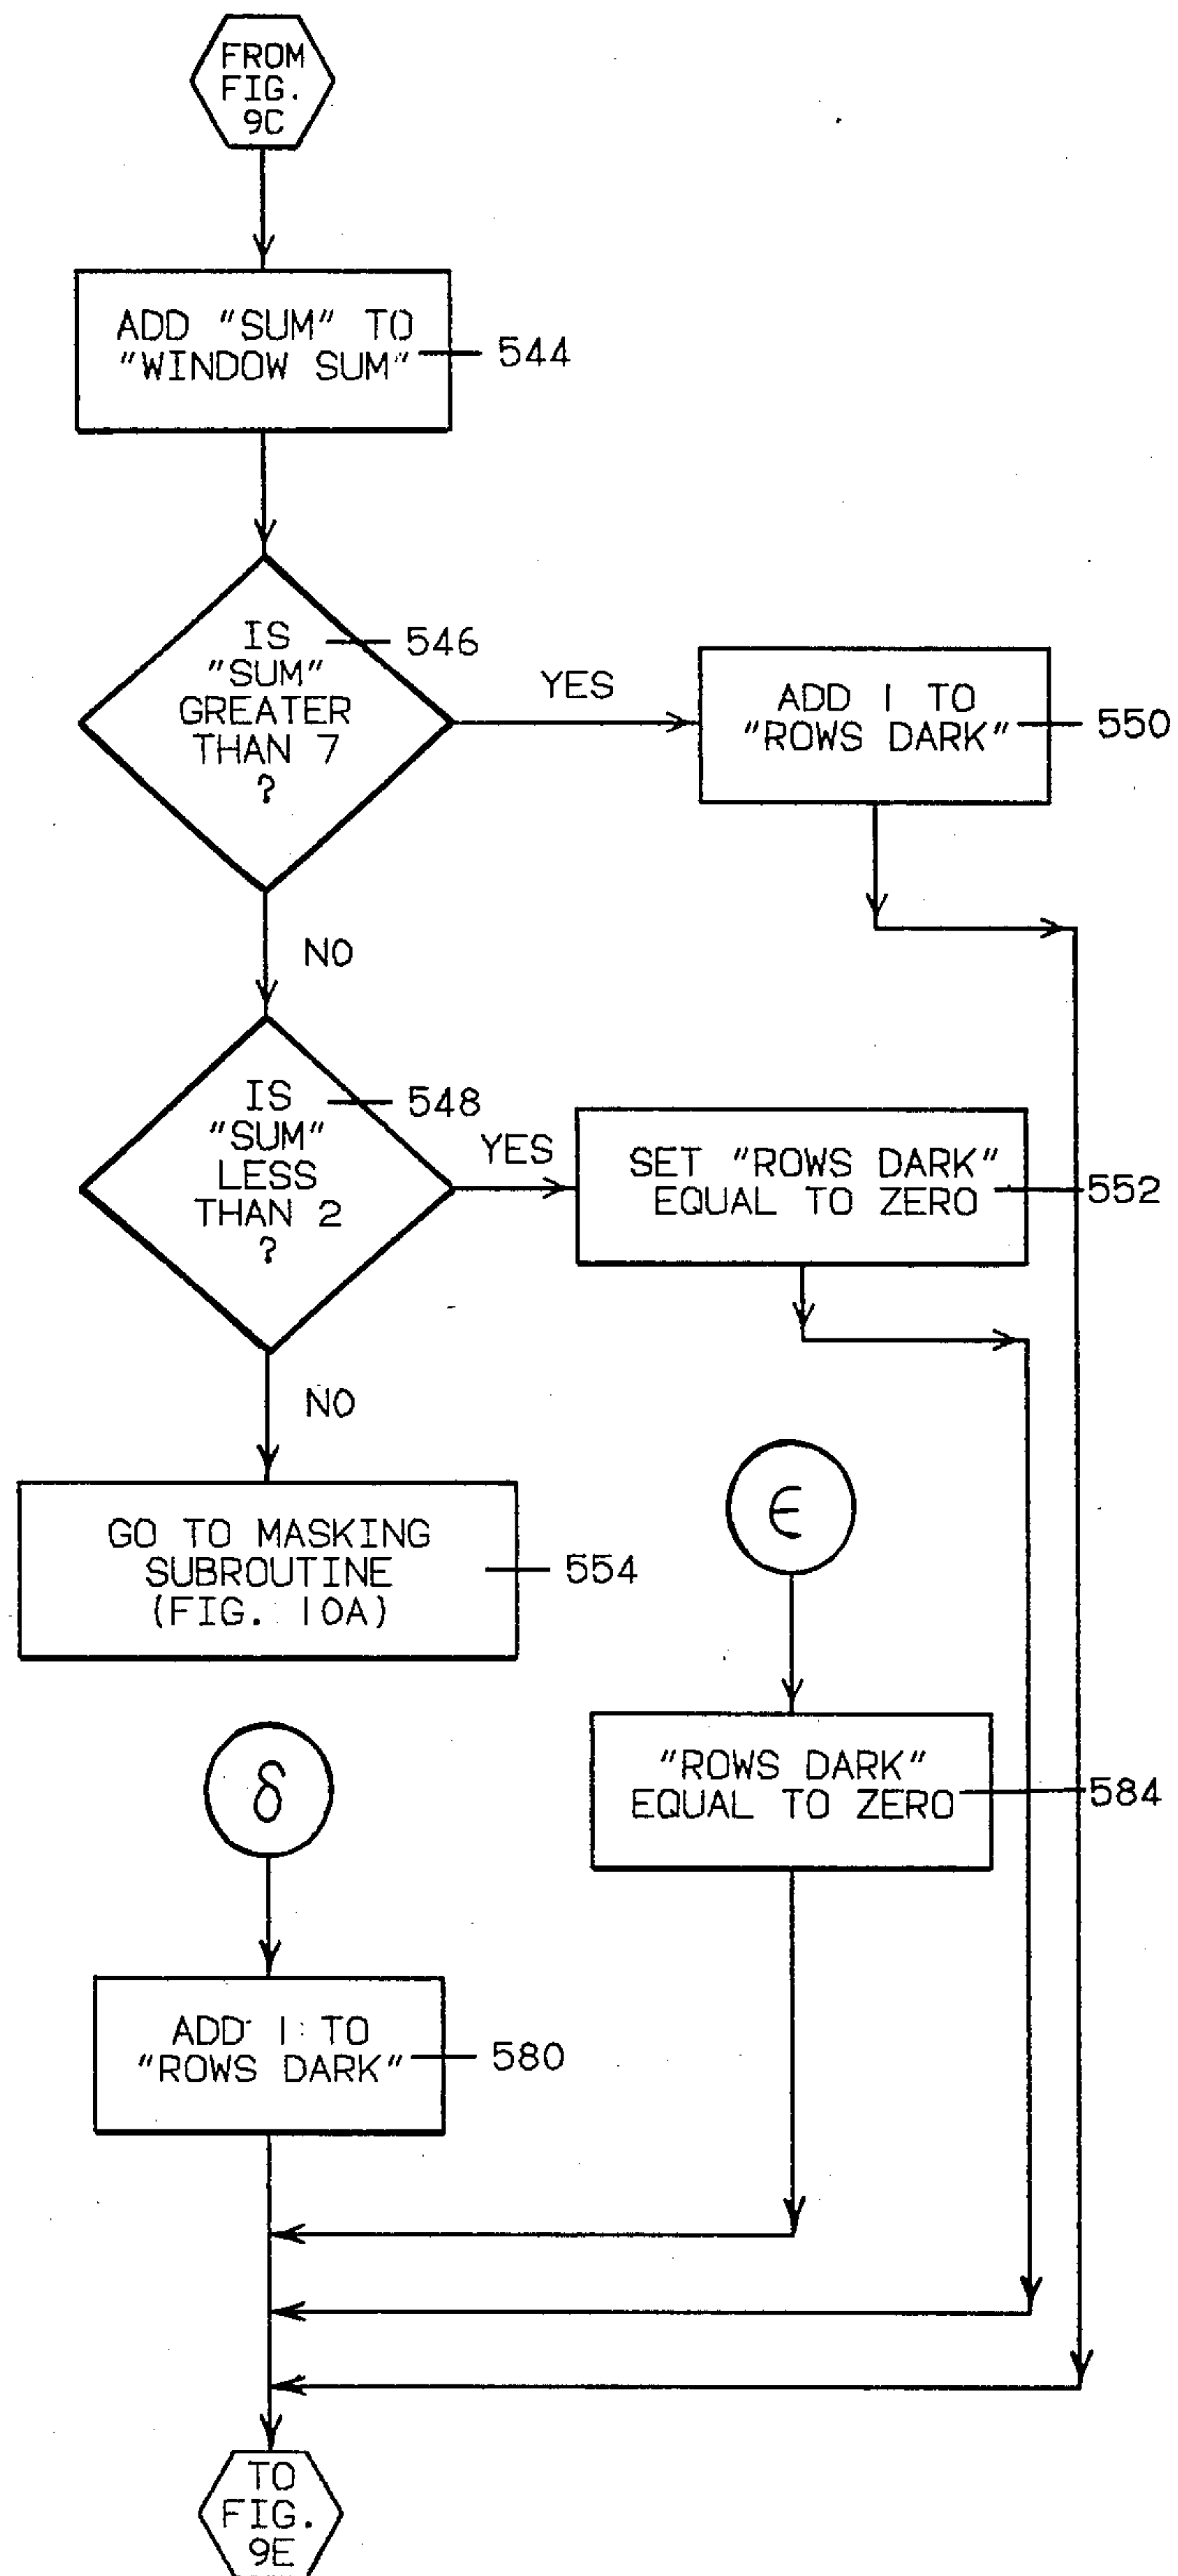 FROM
FIG.
9C
ADD "SUM" TO
"WINDOW SUM"
544
IS
"SUM"
GREATER
THAN 7
?
546
YES
ADD 1 TO
"ROWS DARK"
550
NO
IS
"SUM"
LESS
THAN 2
?
548
YES
SET "ROWS DARK"
EQUAL TO ZERO
552
NO
GO TO MASKING
SUBROUTINE
(FIG. 10A)
554
ϵ
"ROWS DARK"
EQUAL TO ZERO
584
δ
ADD 1 TO
"ROWS DARK"
580
TO
FIG.
9E